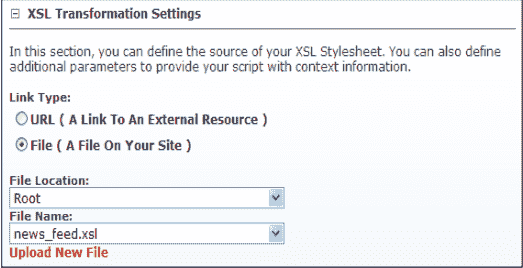 XSL Transformation Settings
In this section, you can define the source of your XSL Stylesheet. You can also define
additional parameters to provide your script with context information.
Link Type:
URL ( A Link To An External Resource )
File ( A File On Your Site )
File Location:
Root
File Name:
news_feed.xsl
Upload New File